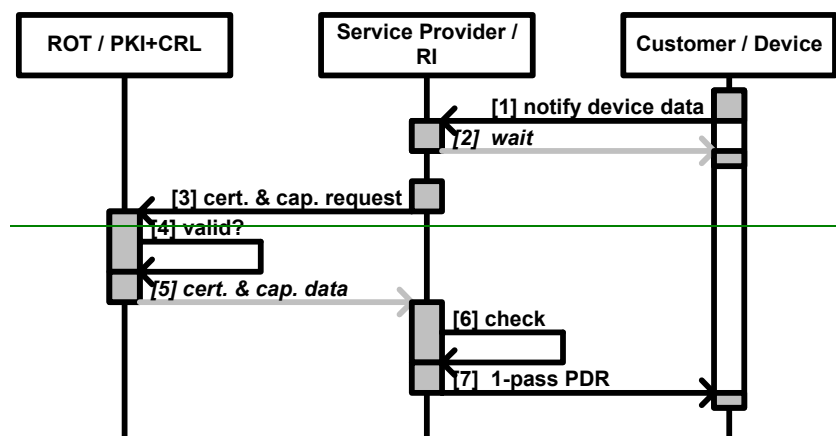 ROT / PKI+CRL
Service Provider /
RI
Customer / Device
[1] notify device data
[2] wait
[3] cert. & cap. request
[4] valid?
[5] cert. & cap. data
[6] check
[7] 1-pass PDR